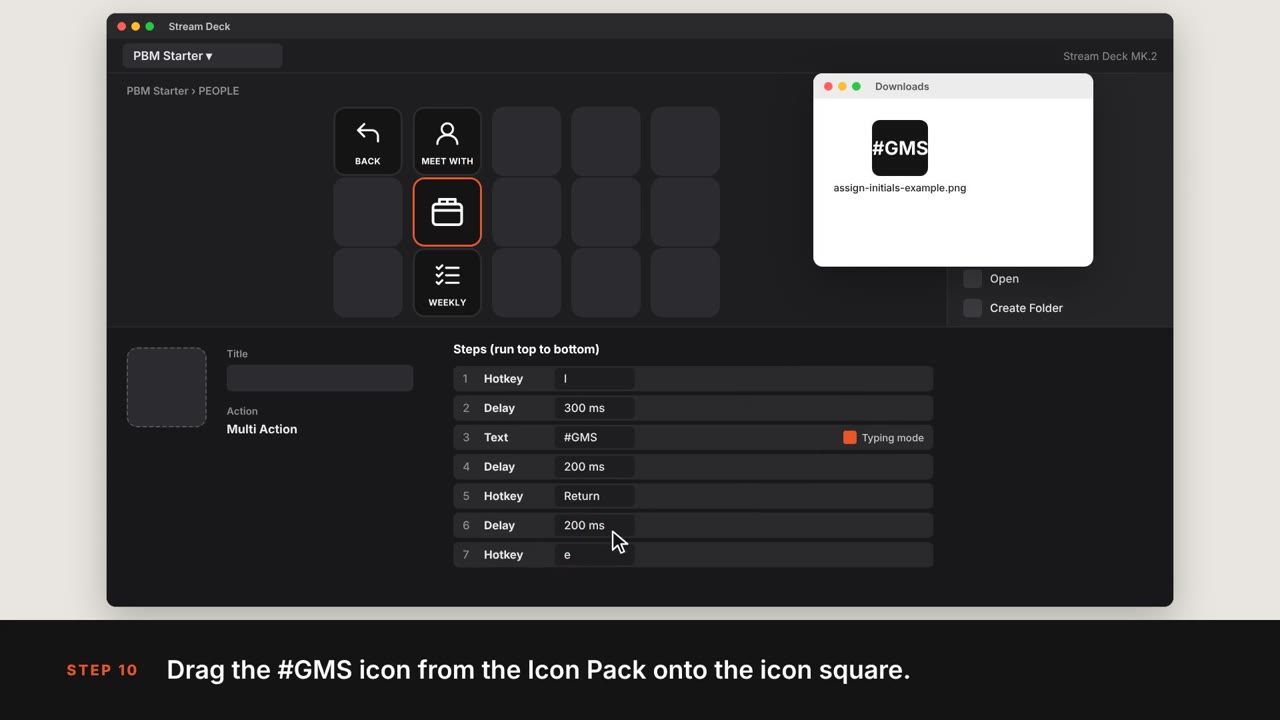 Stream Deck
PBM Starter ▾
Stream Deck MK.2
PBM Starter › PEOPLE
BACK
MEET WITH
WEEKLY
Downloads
#GMS
assign-initials-example.png
Open
Create Folder
Title
Action
Multi Action
Steps (run top to bottom)
1 Hotkey l
2 Delay 300 ms
3 Text #GMS Typing mode
4 Delay 200 ms
5 Hotkey Return
6 Delay 200 ms
7 Hotkey e
STEP 10 Drag the #GMS icon from the Icon Pack onto the icon square.